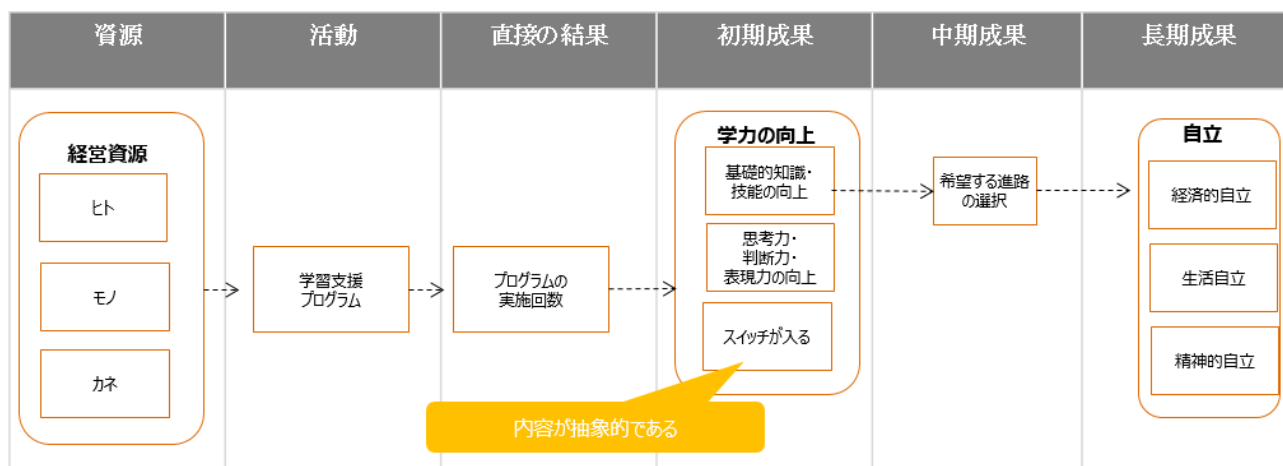 資源
活動
直接の結果
初期成果
中期成果
長期成果
経営資源
ヒト
モノ
カネ
学習支援
プログラム
プログラムの
実施回数
学力の向上
基礎的知識・
技能の向上
思考力・
判断力・
表現力の向上
スイッチが入る
内容が抽象的である
希望する進路
の選択
自立
経済的自立
生活自立
精神的自立